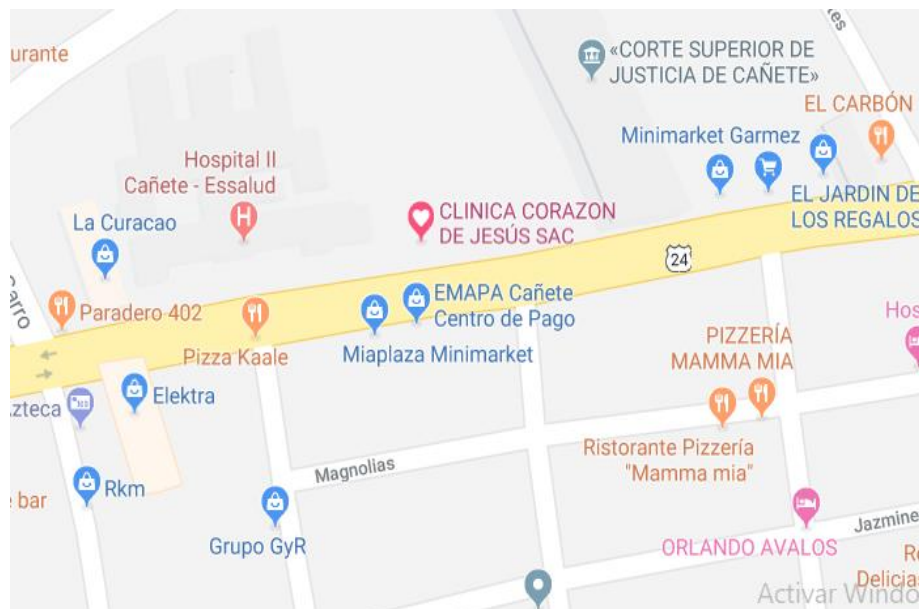 urante
«CORTE SUPERIOR DE
JUSTICIA DE CAÑETE»
EL CARBÓN
Minimarket Garmez
Hospital II
Cañete - Essalud
EL JARDIN DE
LOS REGALOS
CLINICA CORAZON
DE JESÚS SAC
La Curacao
24
EMAPA Cañete
Centro de Pago
Paradero 402
Pizza Kaale
Miaplaza Minimarket
Hos
PIZZERÍA
MAMMA MIA
Elektra
Azteca
Ristorante Pizzería
"Mamma mia"
Magnolias
Rkm
e bar
Grupo GyR
Jazmine
ORLANDO AVALOS
Re
Delicia
Activar Windo